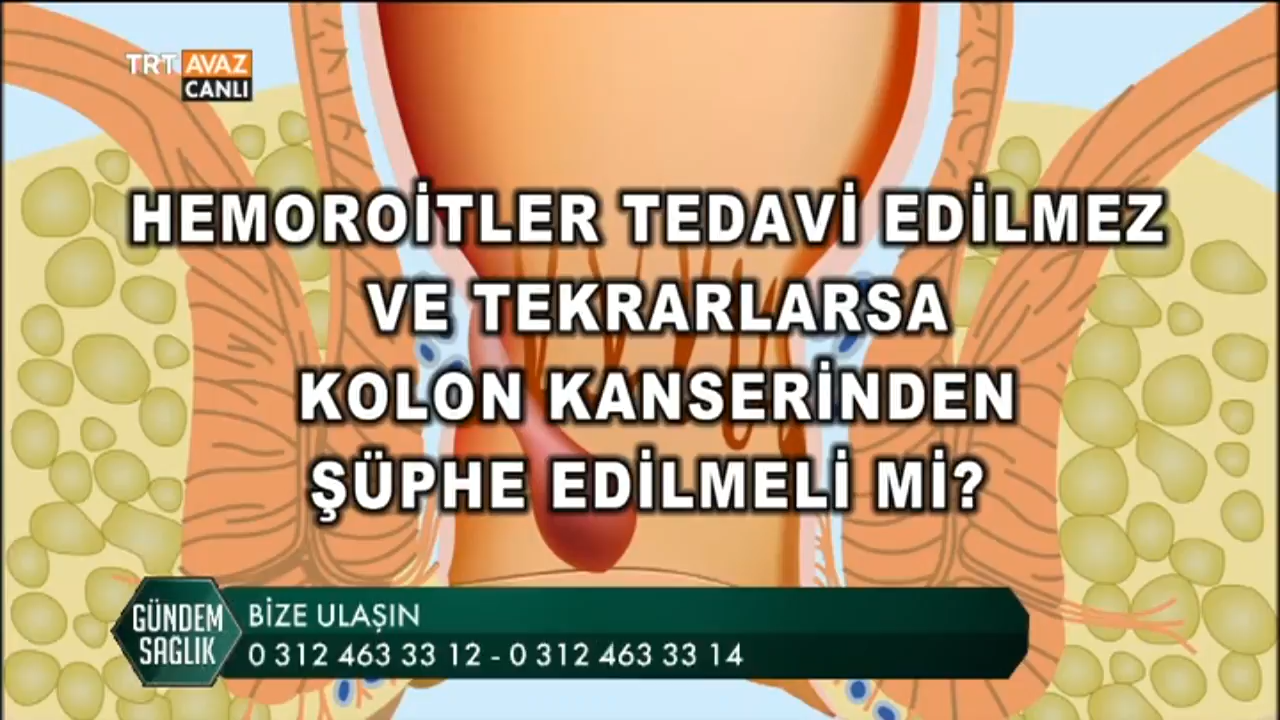 TRT AVAZ
CANLI
HEMOROİTLER TEDAVİ EDİLMEZ
VE TEKRARLARSA
KOLON KANSERİNDEN
ŞÜPHE EDİLMELİ Mİ?
GÜNDEM
SAĞLIK
BİZE ULAŞIN
0 312 463 33 12 - 0 312 463 33 14